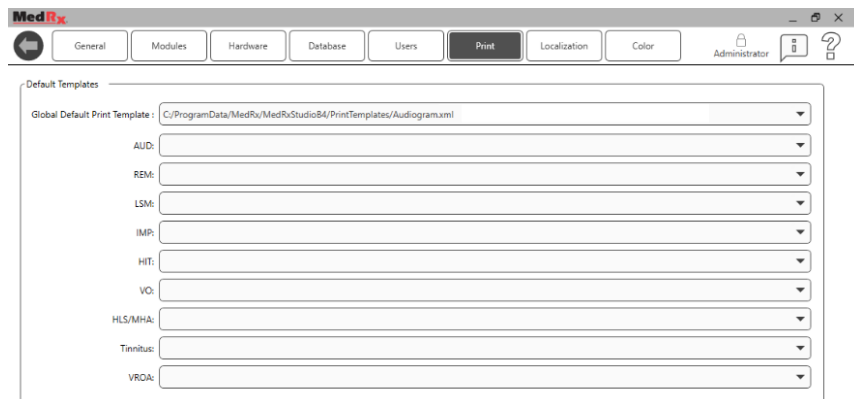 MedRx
General Modules Hardware Database Users Print Localization Color Administrator
Default Templates
Global Default Print Template : C:/ProgramData/MedRx/MedRxStudioB4/PrintTemplates/Audiogram.xml
AUD:
REM:
LSM:
IMP:
HIT:
VO:
HLS/MHA:
Tinnitus:
VROA: